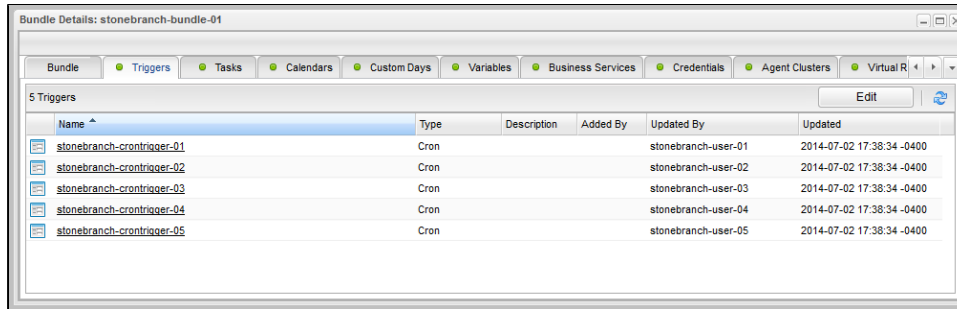 Bundle Details: stonebranch-bundle-01
Bundle Triggers Tasks Calendars Custom Days Variables Business Services Credentials Agent Clusters Virtual R
5 Triggers Edit
Name Type Description Added By Updated By Updated
stonebranch-crontrigger-01 Cron stonebranch-user-01 2014-07-02 17:38:34 -0400
stonebranch-crontrigger-02 Cron stonebranch-user-02 2014-07-02 17:38:34 -0400
stonebranch-crontrigger-03 Cron stonebranch-user-03 2014-07-02 17:38:34 -0400
stonebranch-crontrigger-04 Cron stonebranch-user-04 2014-07-02 17:38:34 -0400
stonebranch-crontrigger-05 Cron stonebranch-user-05 2014-07-02 17:38:34 -0400